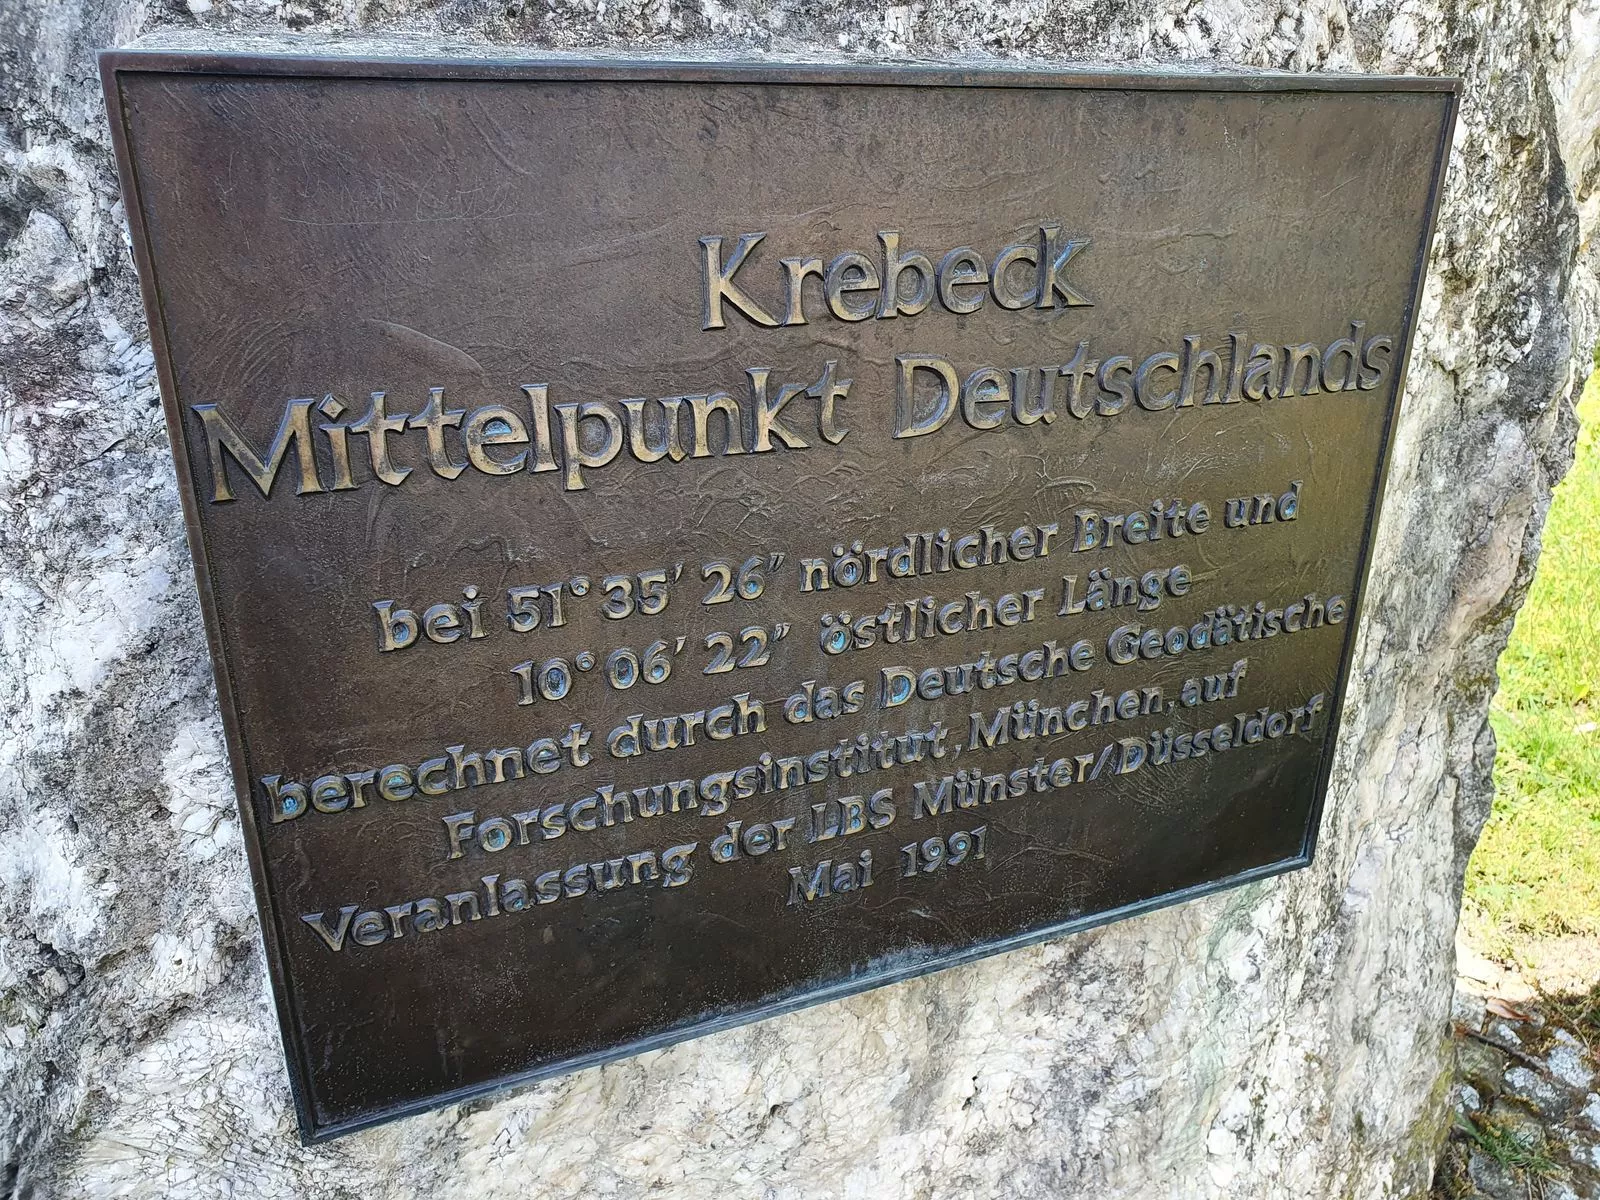 Krebeck
Mittelpunkt Deutschlands
bei 51° 35′ 26″ nördlicher Breite und
10° 06′ 22″ östlicher Länge
berechnet durch das Deutsche Geodätische
Forschungsinstitut, München, auf
Veranlassung der LBS Münster/Düsseldorf
Mai 1991